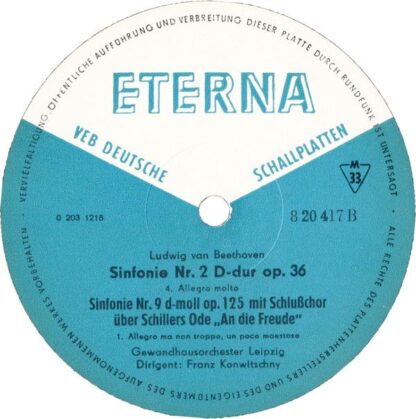 VERVIELFÄLTIGUNG · ÖFFENTLICHE AUFFÜHRUNG UND VERBREITUNG DIESER PLATTE DURCH RUNDFUNK IST UNTERSAGT · ALLE RECHTE DES PLATTENHERSTELLERS UND DES EIGENTÜMERS DES AUFGENOMMENEN WERKES VORBEHALTEN ·
ETERNA
VEB DEUTSCHE SCHALLPLATTEN
M
33
0 203 1218
8 20 417 B
Ludwig van Beethoven
Sinfonie Nr. 2 D-dur op. 36
4. Allegro molto
Sinfonie Nr. 9 d-moll op. 125 mit Schlußchor
über Schillers Ode „An die Freude"
1. Allegro ma non troppo, un poco maestoso
Gewandhausorchester Leipzig
Dirigent: Franz Konwitschny